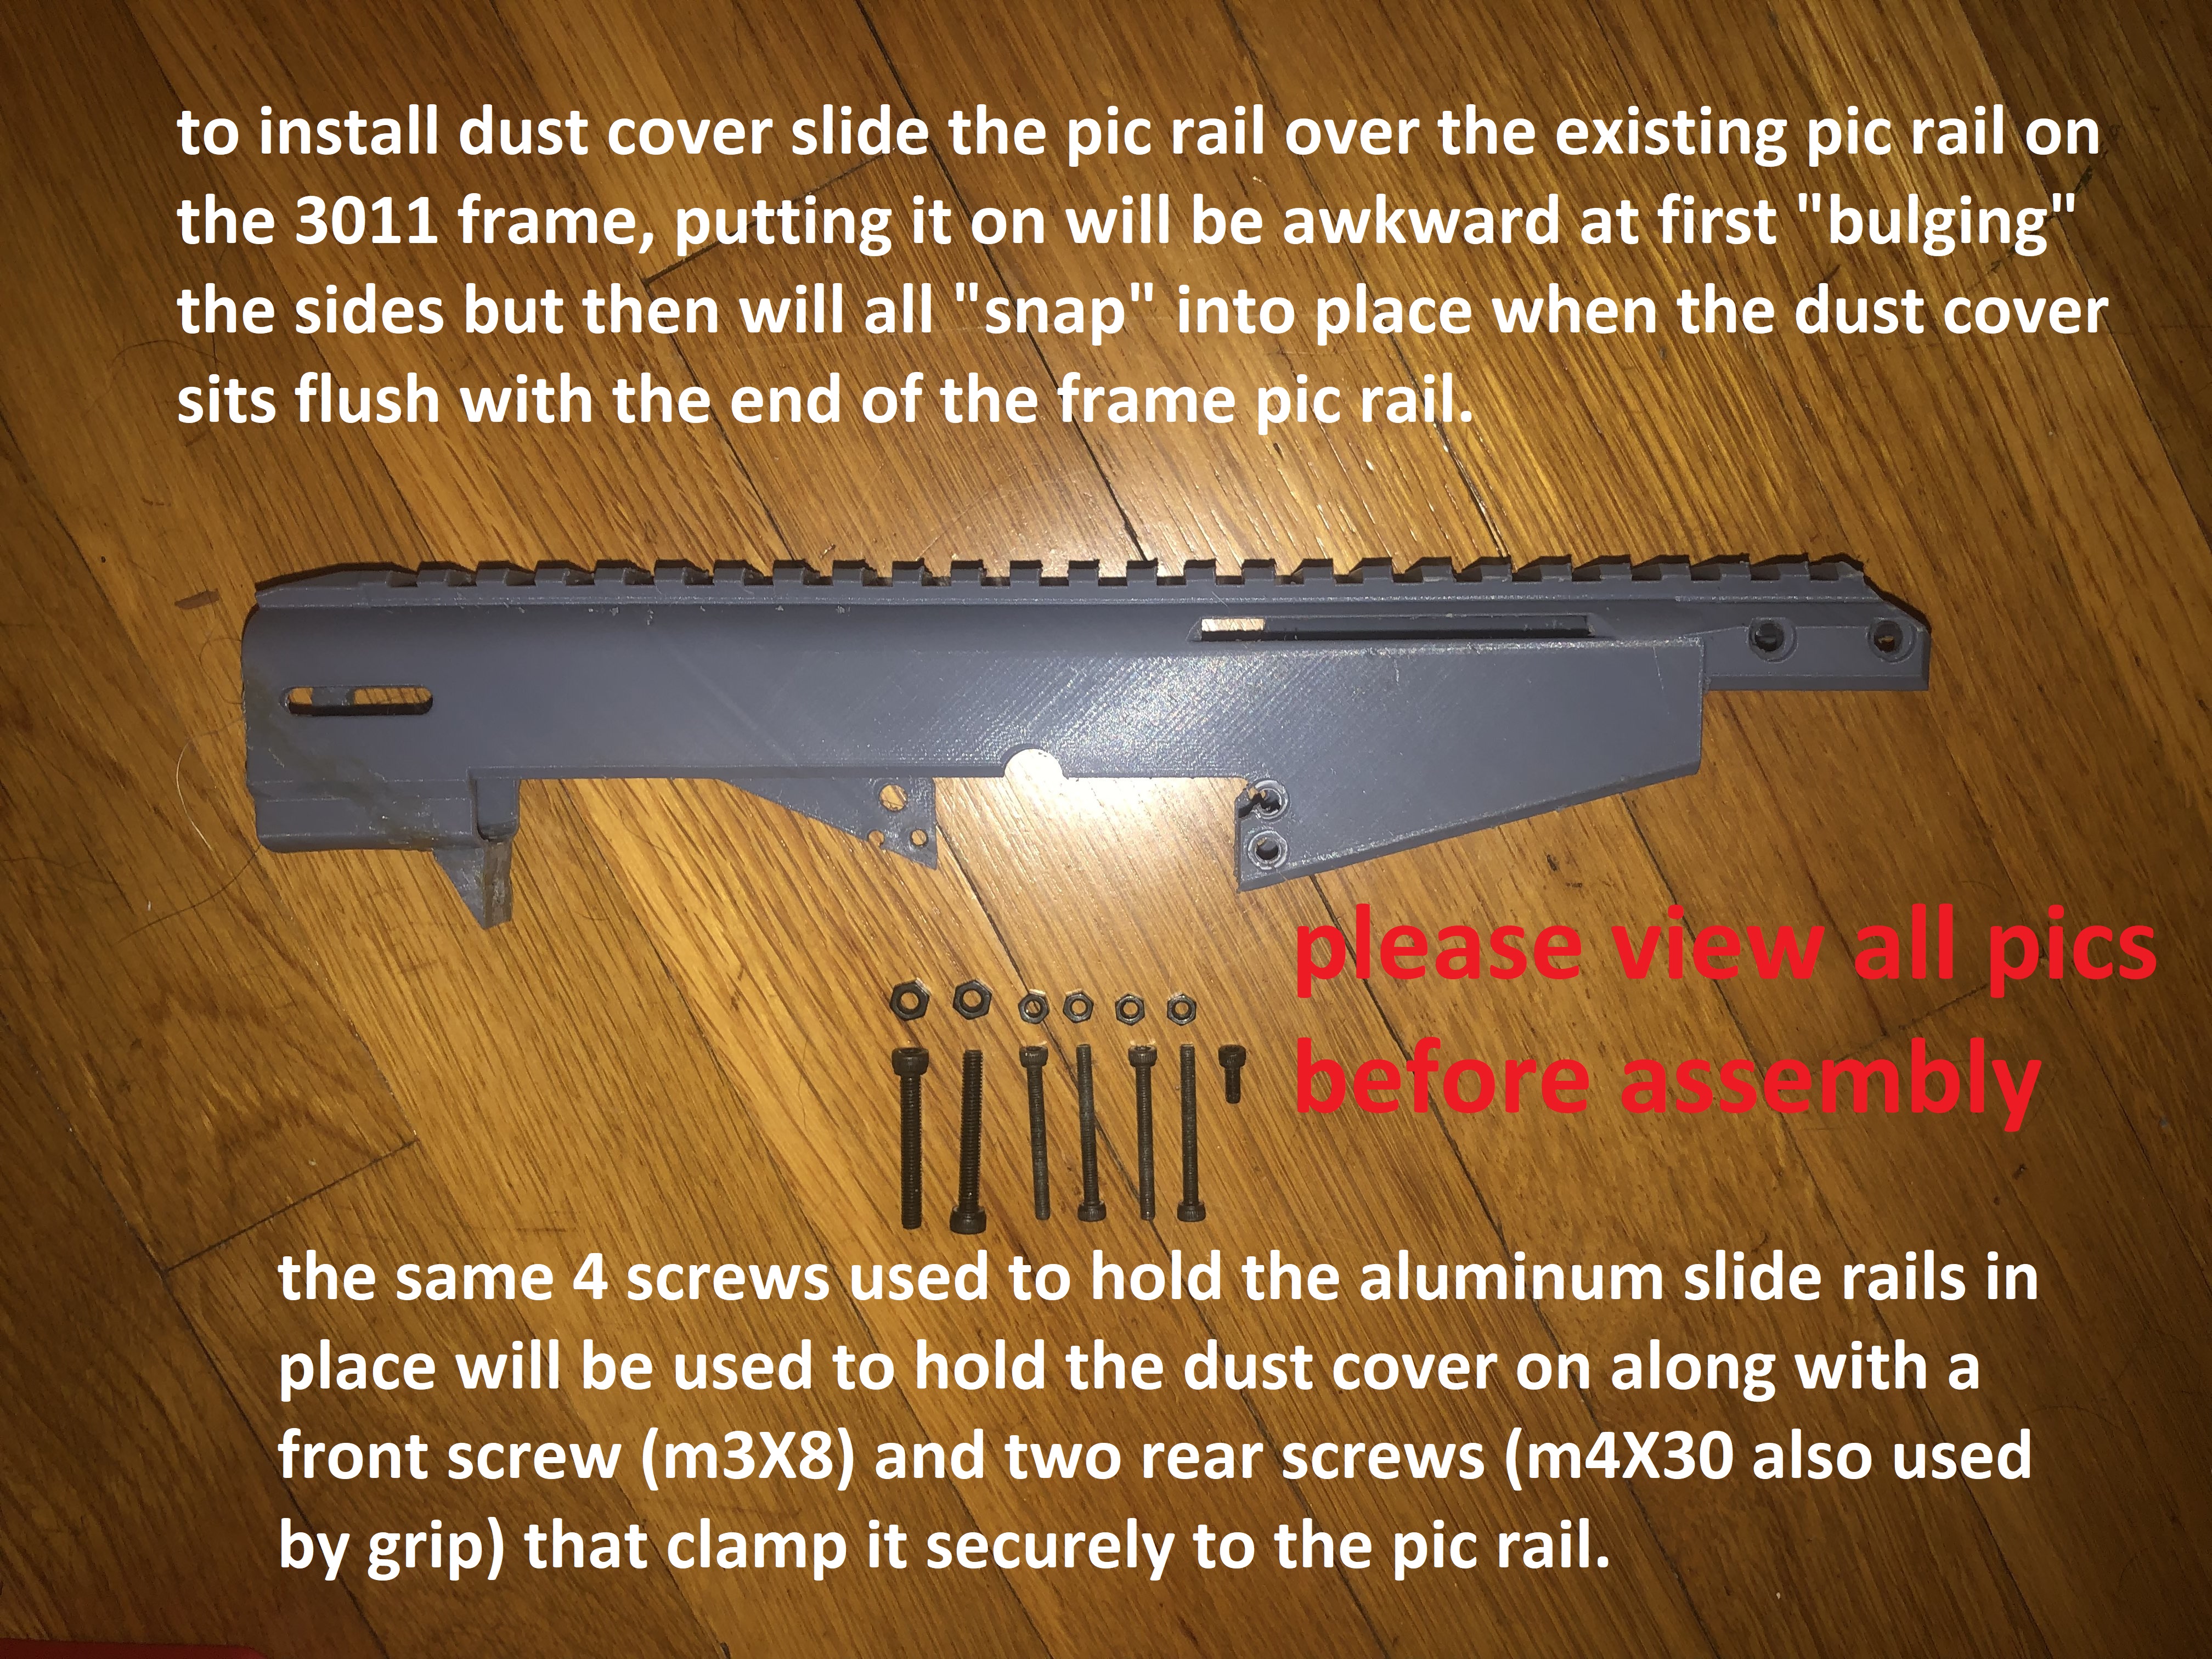 to install dust cover slide the pic rail over the existing pic rail on
the 3011 frame, putting it on will be awkward at first "bulging"
the sides but then will all "snap" into place when the dust cover
sits flush with the end of the frame pic rail.
please view all pics
before assembly
the same 4 screws used to hold the aluminum slide rails in
place will be used to hold the dust cover on along with a
front screw (m3X8) and two rear screws (m4X30 also used
by grip) that clamp it securely to the pic rail.